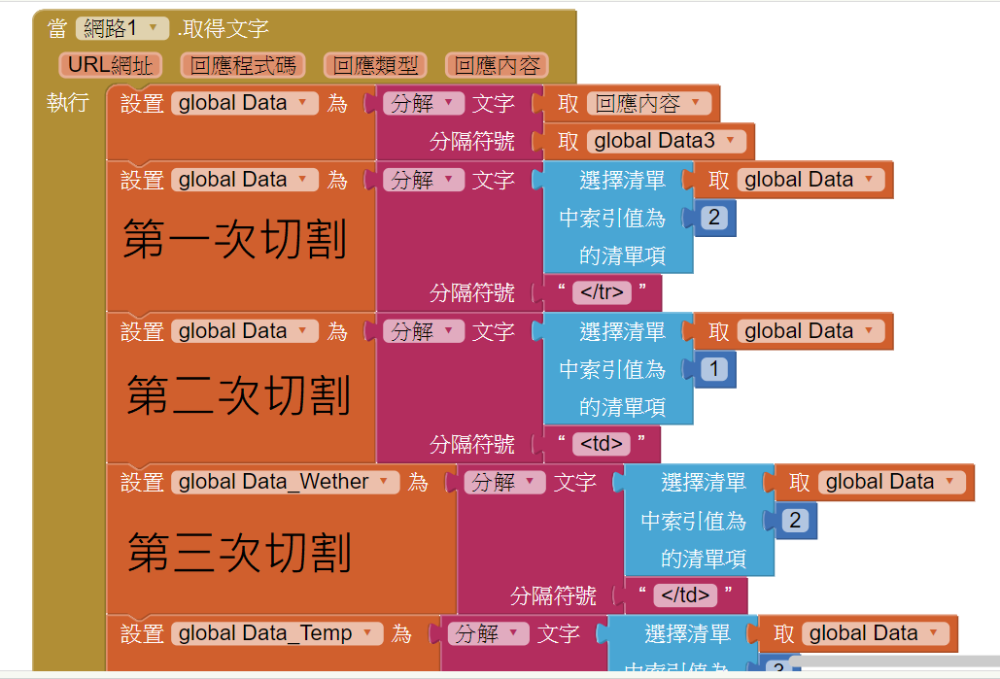 當 網路1 .取得文字
URL網址 回應程式碼 回應類型 回應內容
執行 設置 global Data 為 分解 文字 取 回應內容
分隔符號 取 global Data3
設置 global Data 為 分解 文字 選擇清單 取 global Data
中索引值為 2
第一次切割
的清單項
分隔符號 “ </tr> ”
設置 global Data 為 分解 文字 選擇清單 取 global Data
中索引值為 1
第二次切割
的清單項
分隔符號 “ <td> ”
設置 global Data_Wether 為 分解 文字 選擇清單 取 global Data
中索引值為 2
第三次切割
的清單項
分隔符號 “ </td> ”
設置 global Data_Temp 為 分解 文字 選擇清單 取 global Data
中索引值為 3